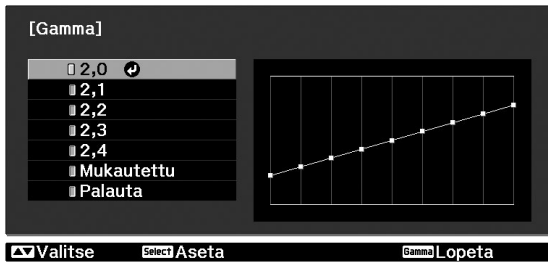 [Gamma]
2,0
2,1
2,2
2,3
2,4
Mukautettu
Palauta
Valitse Select Aseta Gamma Lopeta